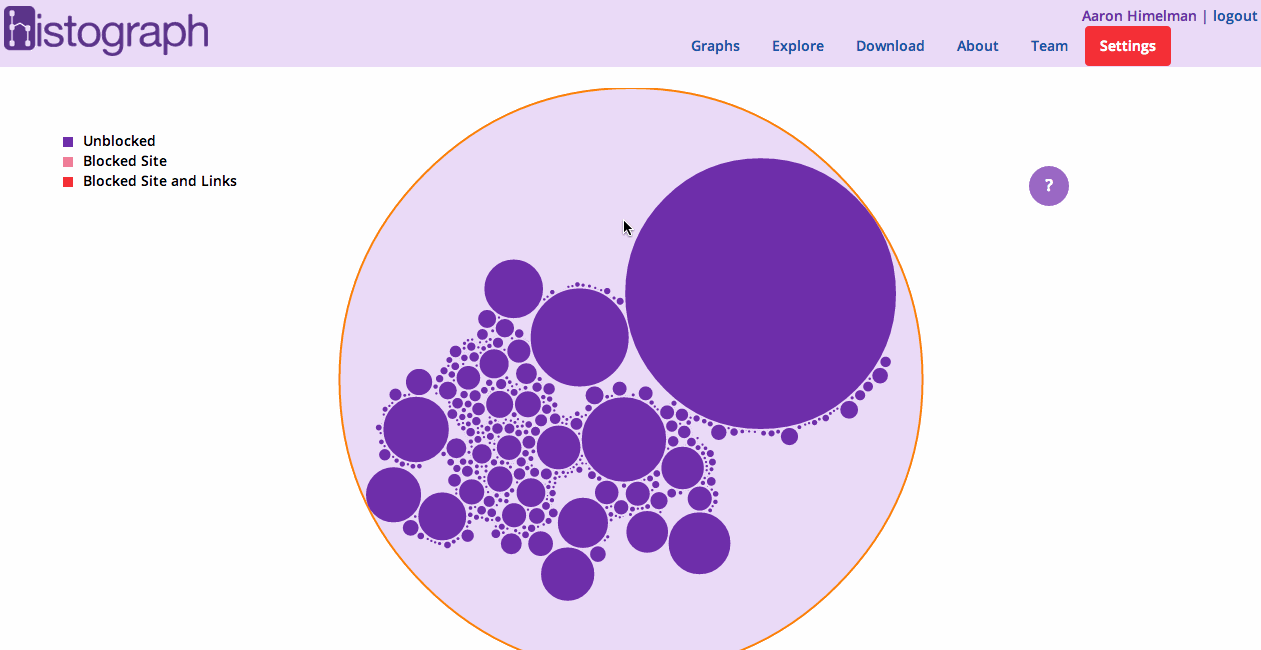 Histograph
Aaron Himelman | logout
Graphs Explore Download About Team Settings
Unblocked
Blocked Site
Blocked Site and Links
?